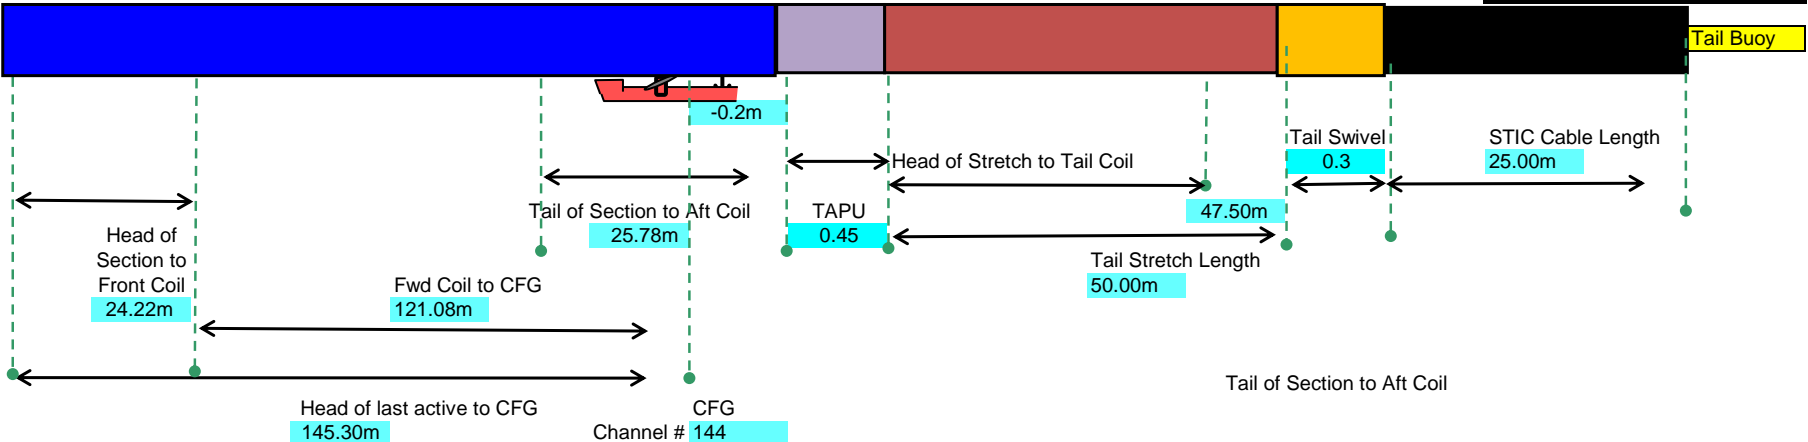 Tail Buoy
-0.2m
Tail Swivel
0.3
STIC Cable Length
25.00m
Head of Stretch to Tail Coil
47.50m
Tail of Section to Aft Coil
25.78m
TAPU
0.45
Head of
Section to
Front Coil
24.22m
Fwd Coil to CFG
121.08m
Tail Stretch Length
50.00m
Tail of Section to Aft Coil
Head of last active to CFG
145.30m
CFG
Channel # 144